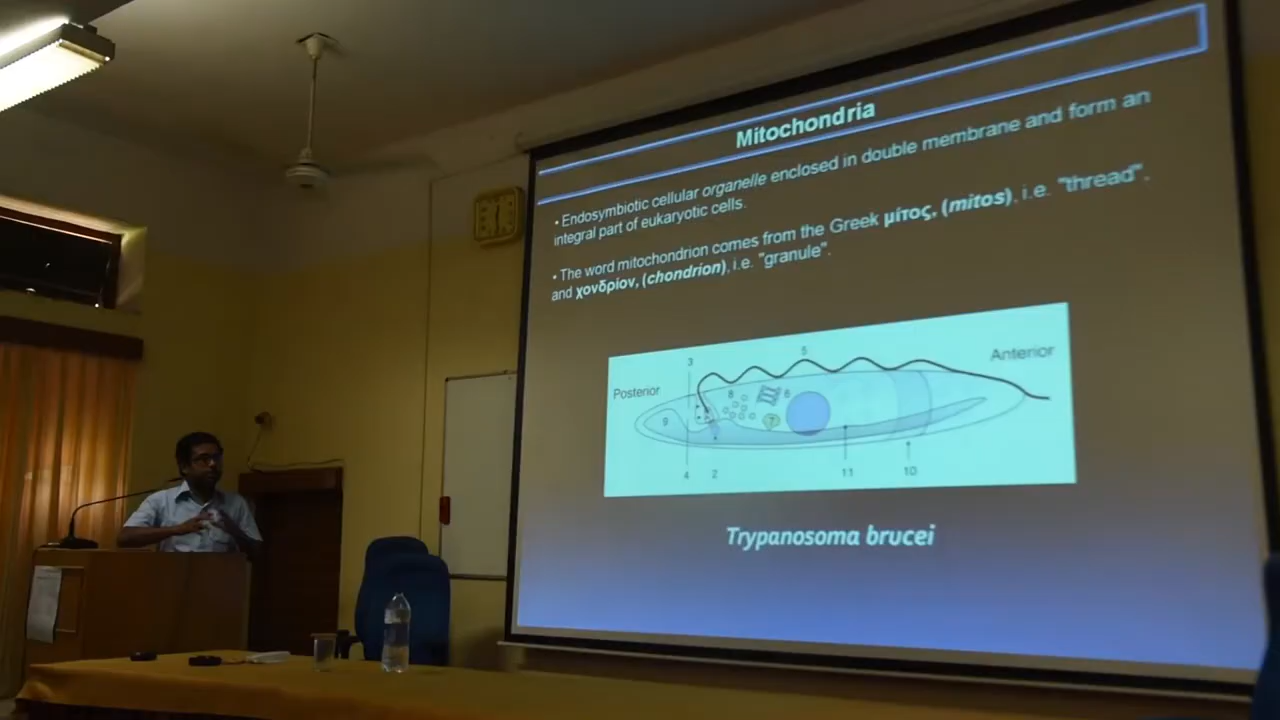 Mitochondria
• Endosymbiotic cellular organelle enclosed in double membrane and form an
integral part of eukaryotic cells.
• The word mitochondrion comes from the Greek μίτος, (mitos), i.e. "thread",
and χονδρίον, (chondrion), i.e. "granule".
3
5
Anterior
Posterior
8
6
9
7
4
2
11
10
Trypanosoma brucei